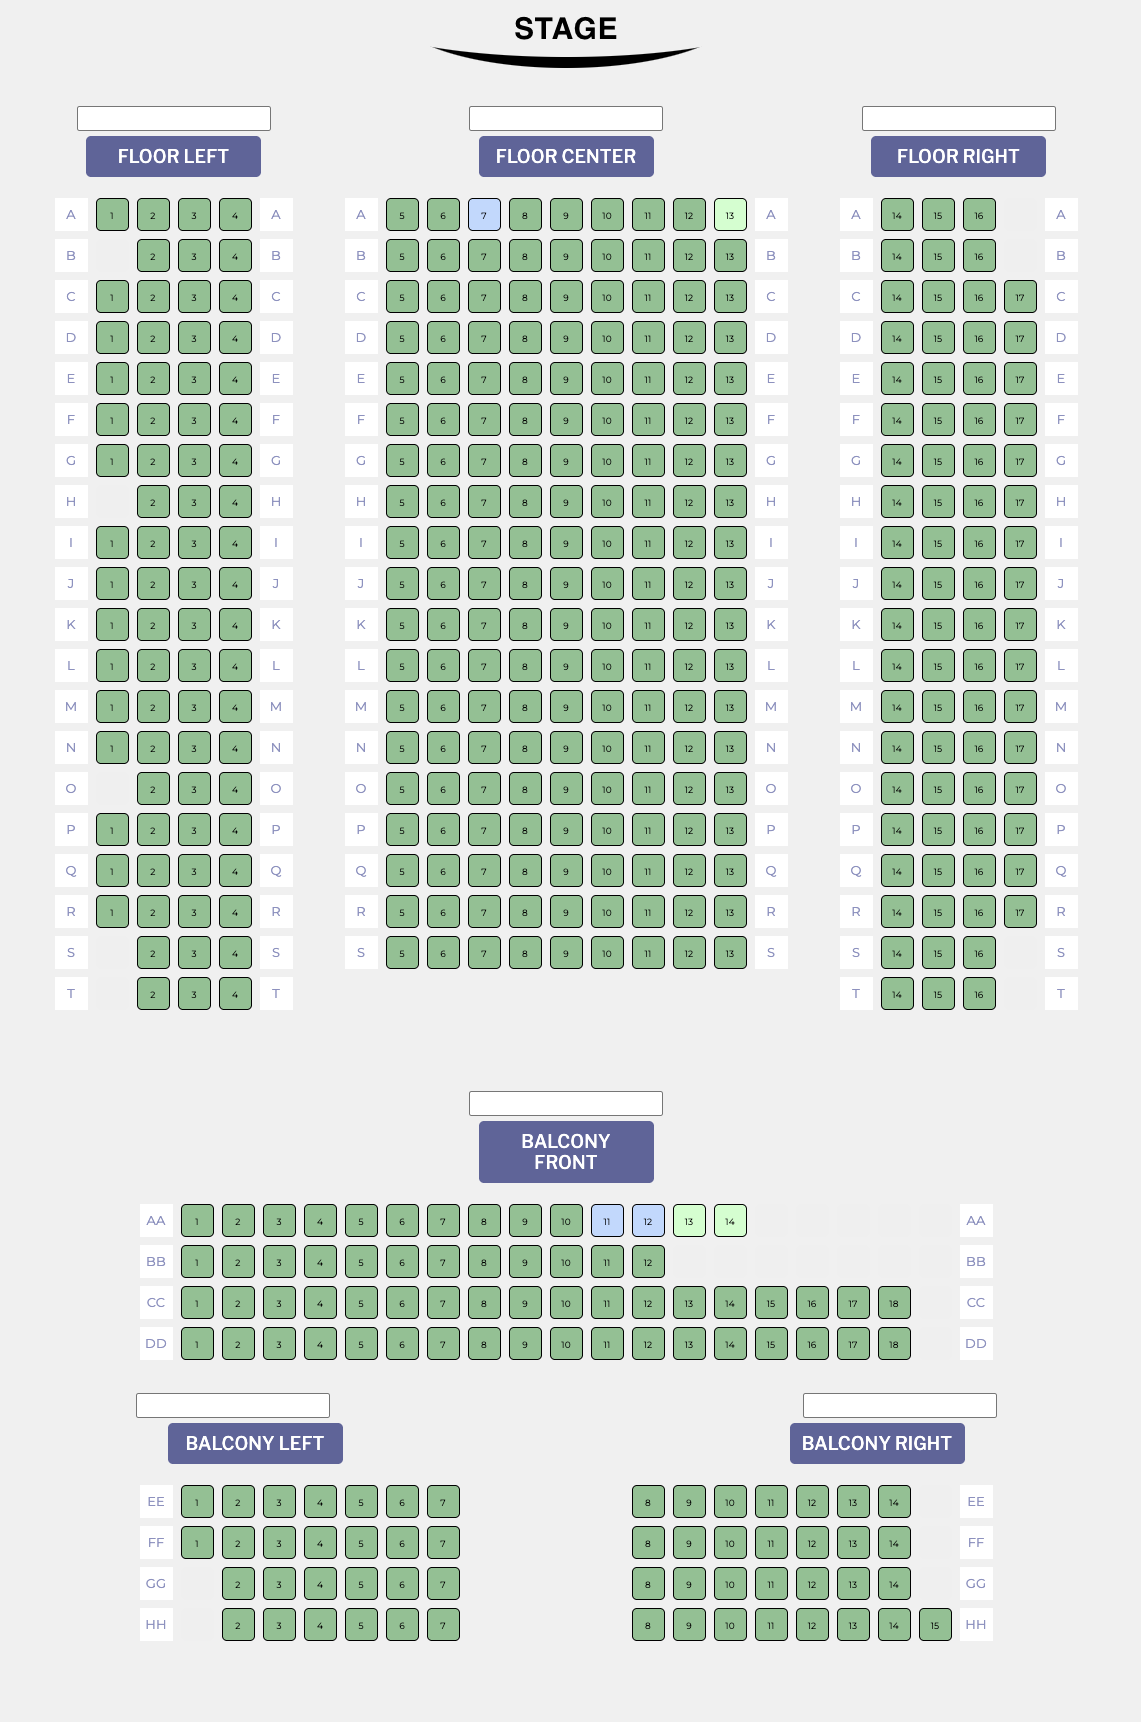 STAGE
FLOOR LEFT FLOOR CENTER FLOOR RIGHT
A 1 2 3 4 A A 5 6 7 8 9 10 11 12 13 A A 14 15 16 A
B 2 3 4 B B 5 6 7 8 9 10 11 12 13 B B 14 15 16 B
C 1 2 3 4 C C 5 6 7 8 9 10 11 12 13 C C 14 15 16 17 C
D 1 2 3 4 D D 5 6 7 8 9 10 11 12 13 D D 14 15 16 17 D
E 1 2 3 4 E E 5 6 7 8 9 10 11 12 13 E E 14 15 16 17 E
F 1 2 3 4 F F 5 6 7 8 9 10 11 12 13 F F 14 15 16 17 F
G 1 2 3 4 G G 5 6 7 8 9 10 11 12 13 G G 14 15 16 17 G
H 2 3 4 H H 5 6 7 8 9 10 11 12 13 H H 14 15 16 17 H
I 1 2 3 4 I I 5 6 7 8 9 10 11 12 13 I I 14 15 16 17 I
J 1 2 3 4 J J 5 6 7 8 9 10 11 12 13 J J 14 15 16 17 J
K 1 2 3 4 K K 5 6 7 8 9 10 11 12 13 K K 14 15 16 17 K
L 1 2 3 4 L L 5 6 7 8 9 10 11 12 13 L L 14 15 16 17 L
M 1 2 3 4 M M 5 6 7 8 9 10 11 12 13 M M 14 15 16 17 M
N 1 2 3 4 N N 5 6 7 8 9 10 11 12 13 N N 14 15 16 17 N
O 2 3 4 O O 5 6 7 8 9 10 11 12 13 O O 14 15 16 17 O
P 1 2 3 4 P P 5 6 7 8 9 10 11 12 13 P P 14 15 16 17 P
Q 1 2 3 4 Q Q 5 6 7 8 9 10 11 12 13 Q Q 14 15 16 17 Q
R 1 2 3 4 R R 5 6 7 8 9 10 11 12 13 R R 14 15 16 17 R
S 2 3 4 S S 5 6 7 8 9 10 11 12 13 S S 14 15 16 S
T 2 3 4 T T 14 15 16 T
BALCONY
FRONT
AA 1 2 3 4 5 6 7 8 9 10 11 12 13 14 AA
BB 1 2 3 4 5 6 7 8 9 10 11 12 BB
CC 1 2 3 4 5 6 7 8 9 10 11 12 13 14 15 16 17 18 CC
DD 1 2 3 4 5 6 7 8 9 10 11 12 13 14 15 16 17 18 DD
BALCONY LEFT BALCONY RIGHT
EE 1 2 3 4 5 6 7 8 9 10 11 12 13 14 EE
FF 1 2 3 4 5 6 7 8 9 10 11 12 13 14 FF
GG 2 3 4 5 6 7 8 9 10 11 12 13 14 GG
HH 2 3 4 5 6 7 8 9 10 11 12 13 14 15 HH